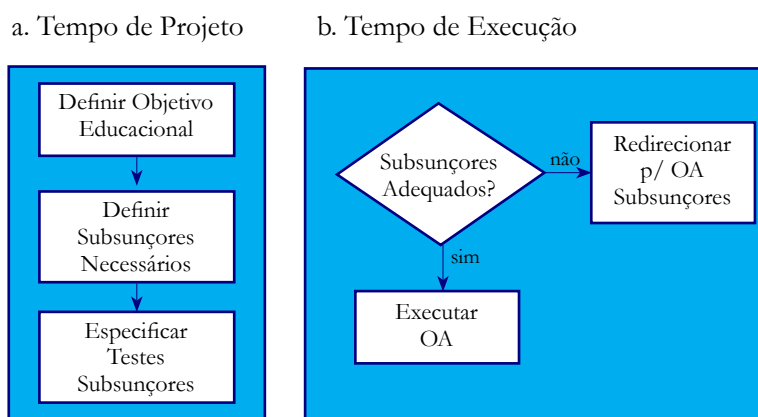 a. Tempo de Projeto
b. Tempo de Execução
Definir Objetivo
Educacional
Definir
Subsunçores
Necessários
Especificar
Testes
Subsunçores
Subsunçores
Adequados?
não
Redirecionar
p/ OA
Subsunçores
sim
Executar
OA